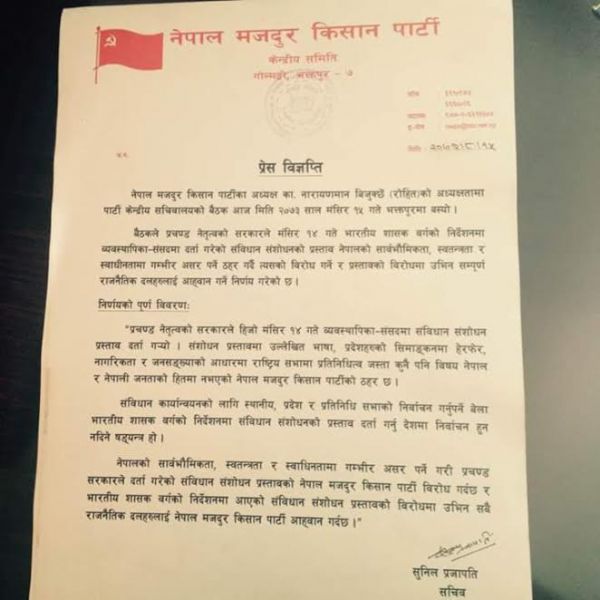 नेपाल मजदुर किसान पार्टी
केन्द्रीय समिति
गोल्मढी, भक्तपुर - ७
फोन :
फ्याक्स :
इ-मेल :
मिति : २०७३/८/१५
प.स.
प्रेस विज्ञप्ति
नेपाल मजदुर किसान पार्टीका अध्यक्ष का. नारायणमान बिजुक्छेँ (रोहित)को अध्यक्षतामा
पार्टी केन्द्रीय सचिवालयको बैठक आज मिति २०७३ साल मंसिर १५ गते भक्तपुरमा बस्यो ।
बैठकले प्रचण्ड नेतृत्वको सरकारले मंसिर १४ गते भारतीय शासक वर्गको निर्देशनमा
व्यवस्थापिका-संसदमा दर्ता गरेको संविधान संशोधनको प्रस्ताव नेपालको सार्वभौमिकता, स्वतन्त्रता र
स्वाधीनतामा गम्भीर असर पर्ने ठहर गर्दै त्यसको विरोध गर्ने र प्रस्तावको विरोधमा उभिन सम्पूर्ण
राजनैतिक दलहरुलाई आह्वान गर्ने निर्णय गरेको छ ।
निर्णयको पुर्ण विवरणः
"प्रचण्ड नेतृत्वको सरकारले हिजो मंसिर १४ गते व्यवस्थापिका-संसदमा संविधान संशोधन
प्रस्ताव दर्ता गऱ्यो । संशोधन प्रस्तावमा उल्लेखित भाषा, प्रदेशहरुको सिमाङ्कनमा हेरफेर,
नागरिकता र जनसङ्ख्याको आधारमा राष्ट्रिय सभामा प्रतिनिधित्व जस्ता कुनै पनि विषय नेपाल
र नेपाली जनताको हितमा नभएको नेपाल मजदुर किसान पार्टीको ठहर छ ।
संविधान कार्यान्वयनको लागि स्थानीय, प्रदेश र प्रतिनिधि सभाको निर्वाचन गर्नुपर्ने बेला
भारतीय शासक वर्गको निर्देशनमा संविधान संशोधनको प्रस्ताव दर्ता गर्नु देशमा निर्वाचन हुन
नदिने षड्यन्त्र हो ।
नेपालको सार्वभौमिकता, स्वतन्त्रता र स्वाधिनतामा गम्भीर असर पर्ने गरी प्रचण्ड
सरकारले दर्ता गरेको संविधान संशोधन प्रस्तावको नेपाल मजदुर किसान पार्टी विरोध गर्दछ र
भारतीय शासक वर्गको निर्देशनमा आएको संविधान संशोधन प्रस्तावको विरोधमा उभिन सबै
राजनैतिक दलहरुलाई नेपाल मजदुर किसान पार्टी आह्वान गर्दछ ।"
सुनिल प्रजापति
सचिव